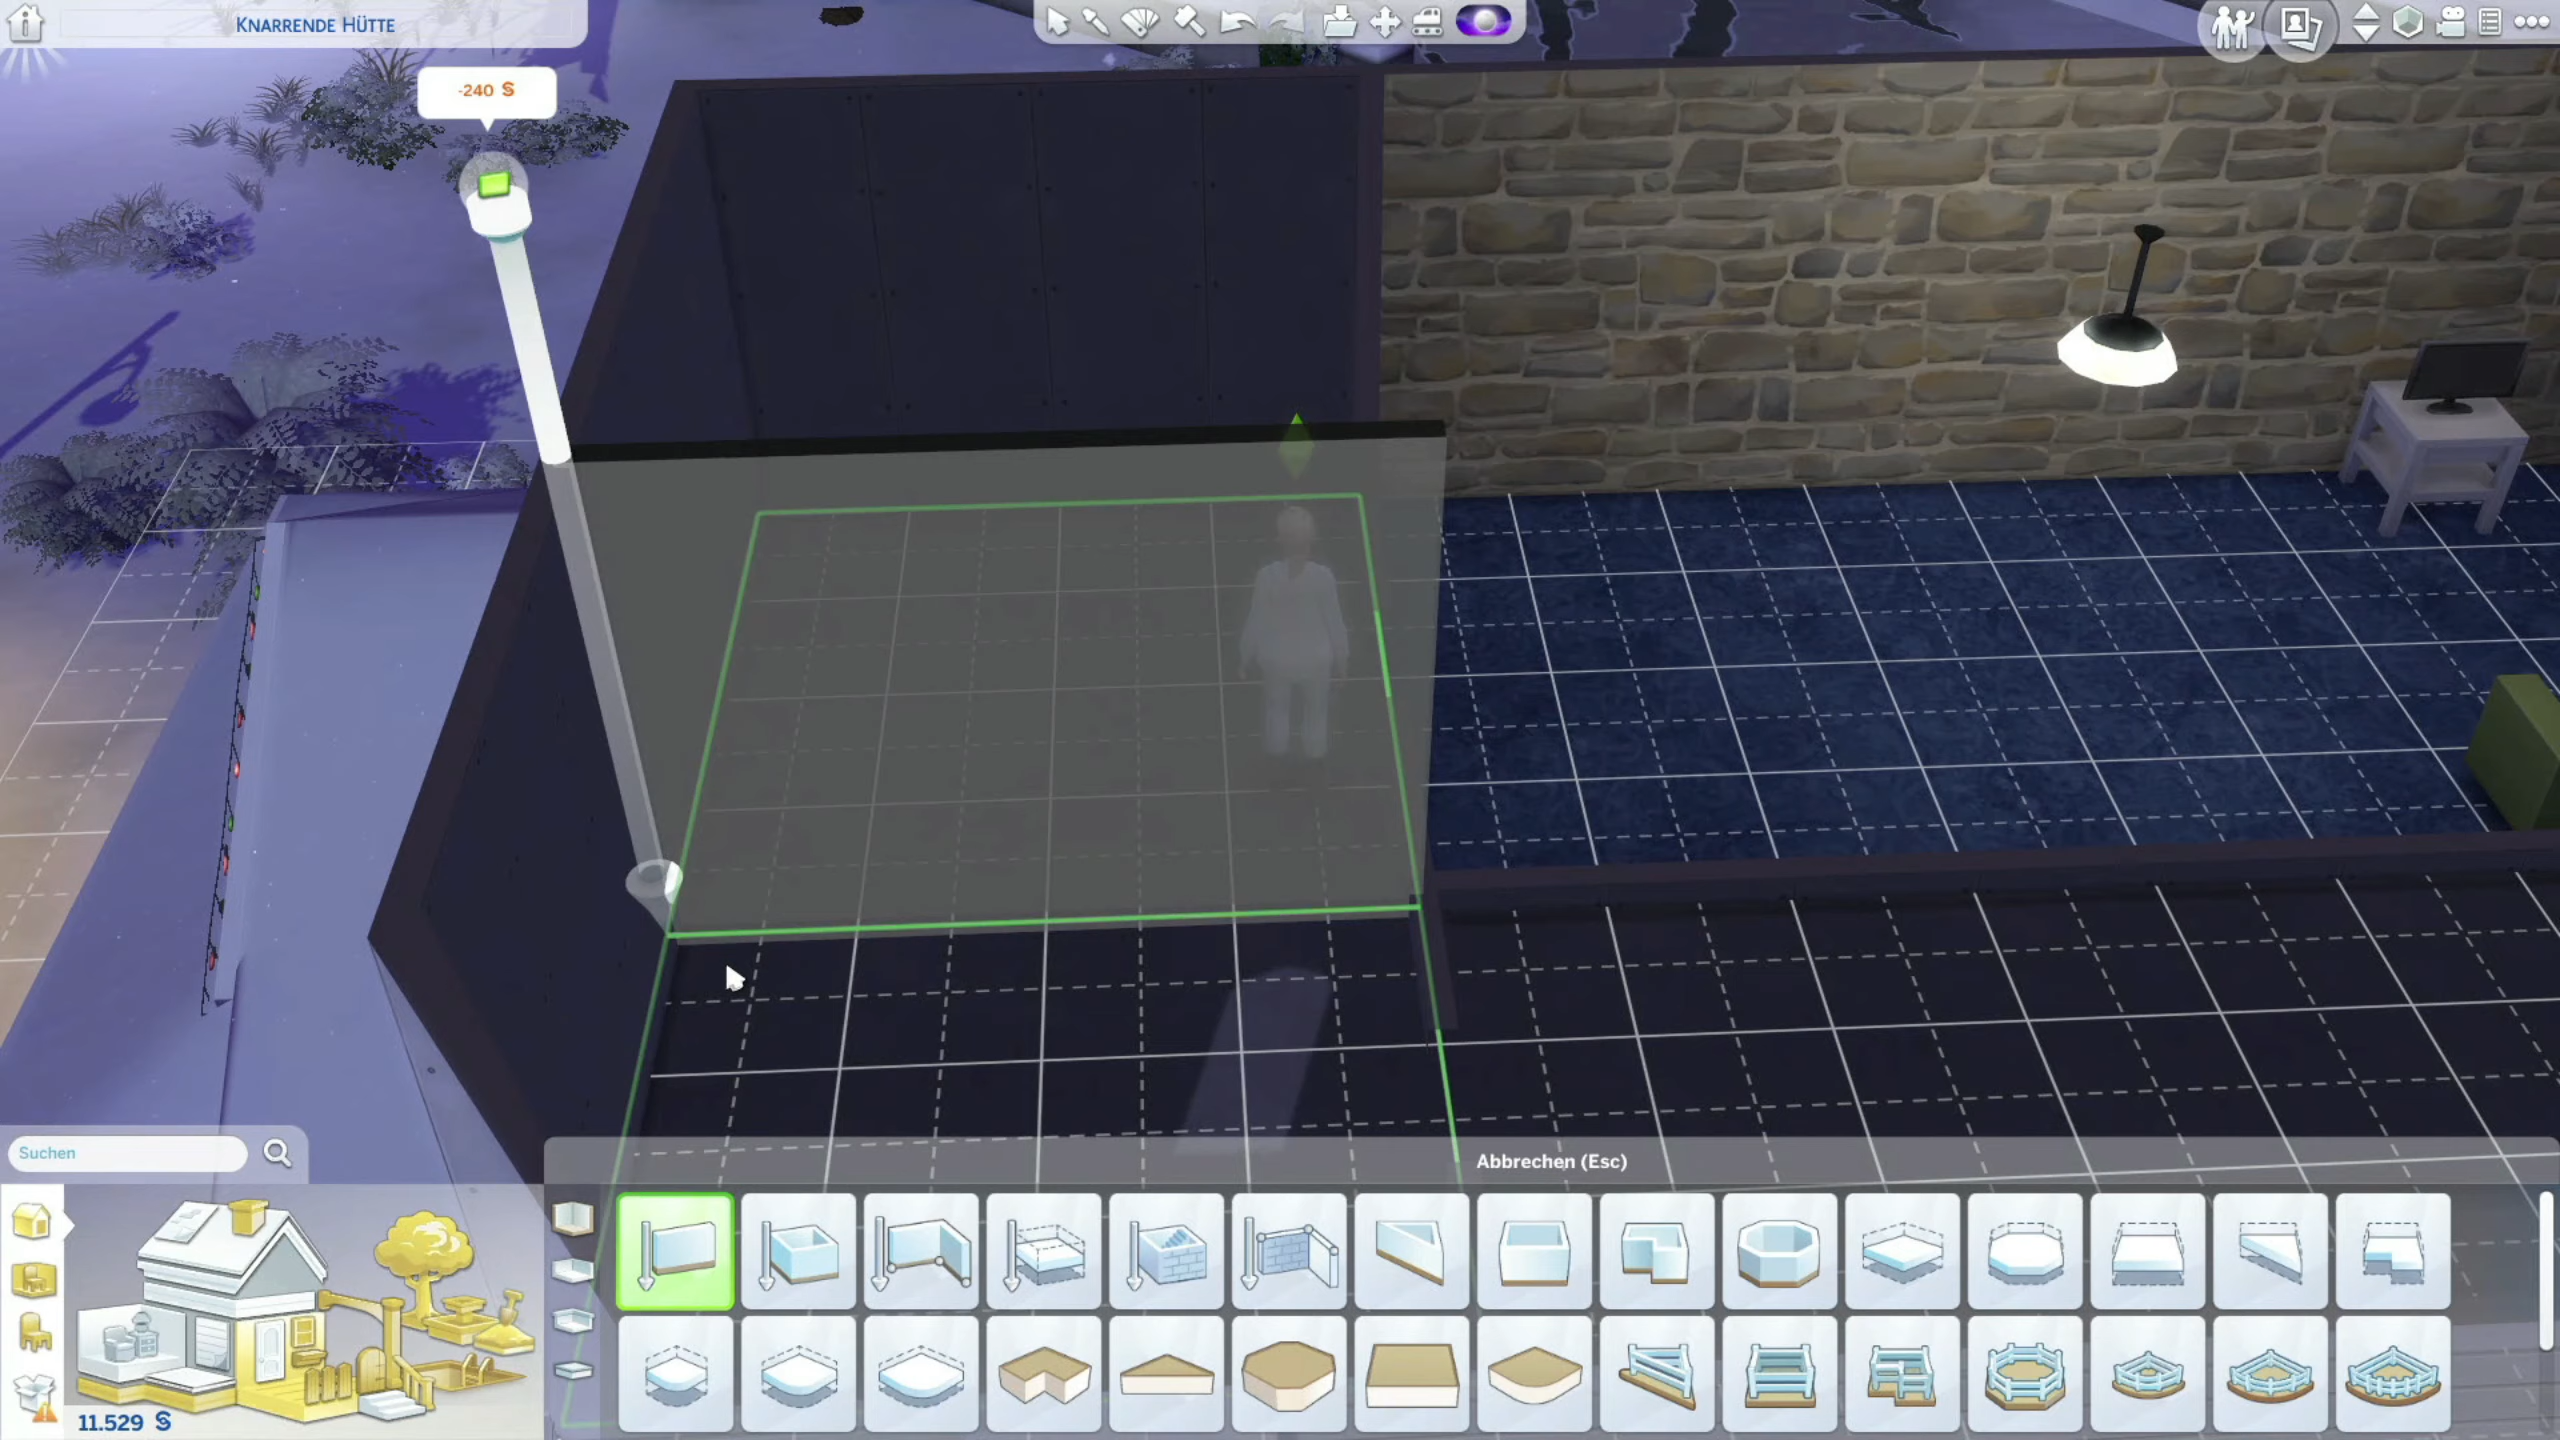 KNARRENDE HÜTTE
-240 §
Suchen
Abbrechen (Esc)
11.529 §